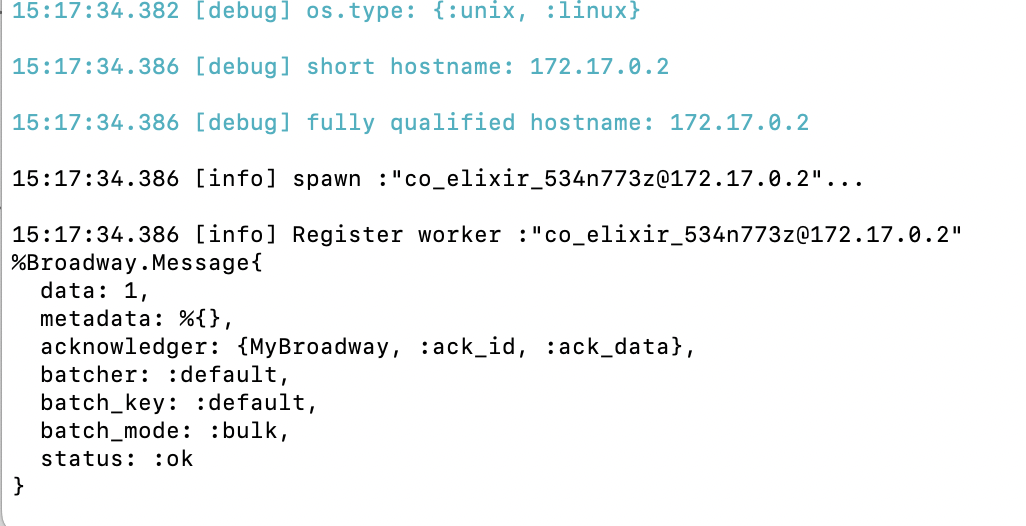 15:17:34.382 [debug] os.type: {:unix, :linux}
15:17:34.386 [debug] short hostname: 172.17.0.2
15:17:34.386 [debug] fully qualified hostname: 172.17.0.2
15:17:34.386 [info] spawn :"co_elixir_534n773z@172.17.0.2"...
15:17:34.386 [info] Register worker :"co_elixir_534n773z@172.17.0.2"
%Broadway.Message{
  data: 1,
  metadata: %{},
  acknowledger: {MyBroadway, :ack_id, :ack_data},
  batcher: :default,
  batch_key: :default,
  batch_mode: :bulk,
  status: :ok
}